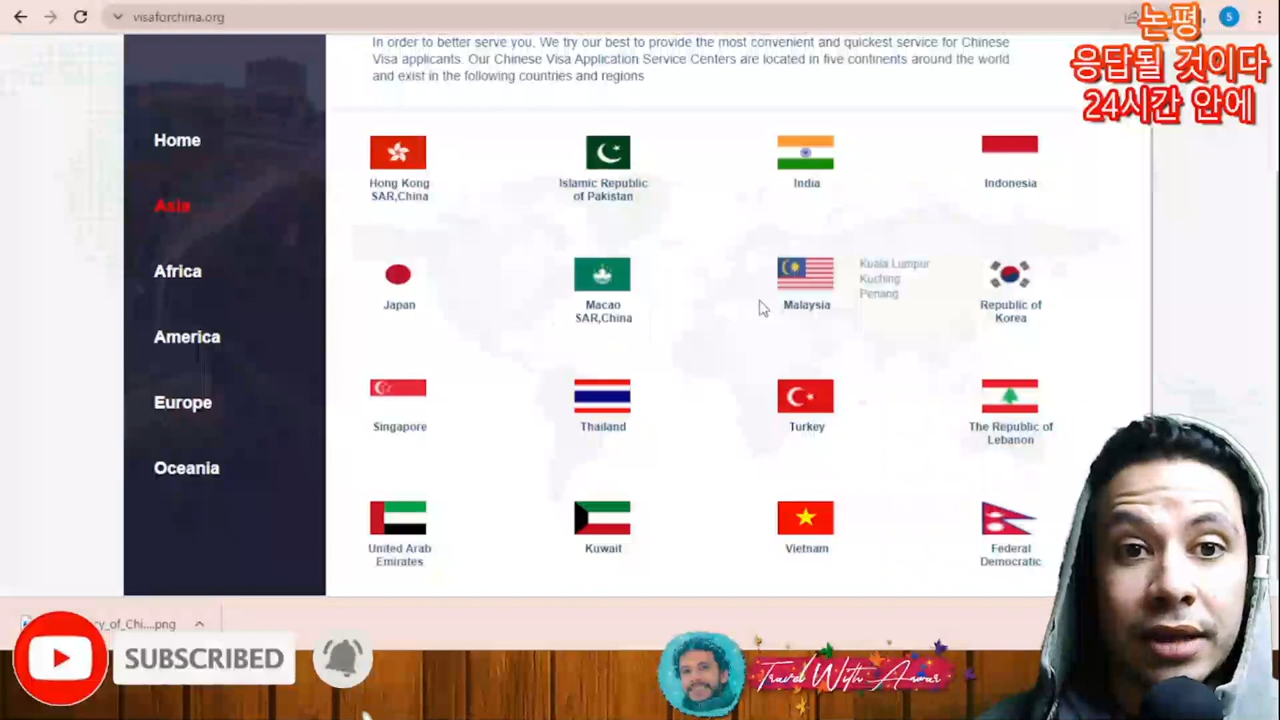 visaforchina.org
S
논평
응답될 것이다
24시간 안에
In order to better serve you, We try our best to provide the most convenient and quickest service for Chinese
Visa applicants. Our Chinese Visa Application Service Centers are located in five continents around the world
and exist in the following countries and regions
Home
Asia
Africa
America
Europe
Oceania
Hong Kong
SAR,China
Islamic Republic
of Pakistan
India
Indonesia
Japan
Macao
SAR,China
Malaysia
Kuala Lumpur
Kuching
Penang
Republic of
Korea
Singapore
Thailand
Turkey
The Republic of
Lebanon
United Arab
Emirates
Kuwait
Vietnam
Federal
Democratic
ry_of_Chi....png
SUBSCRIBED
Travel With Anwar